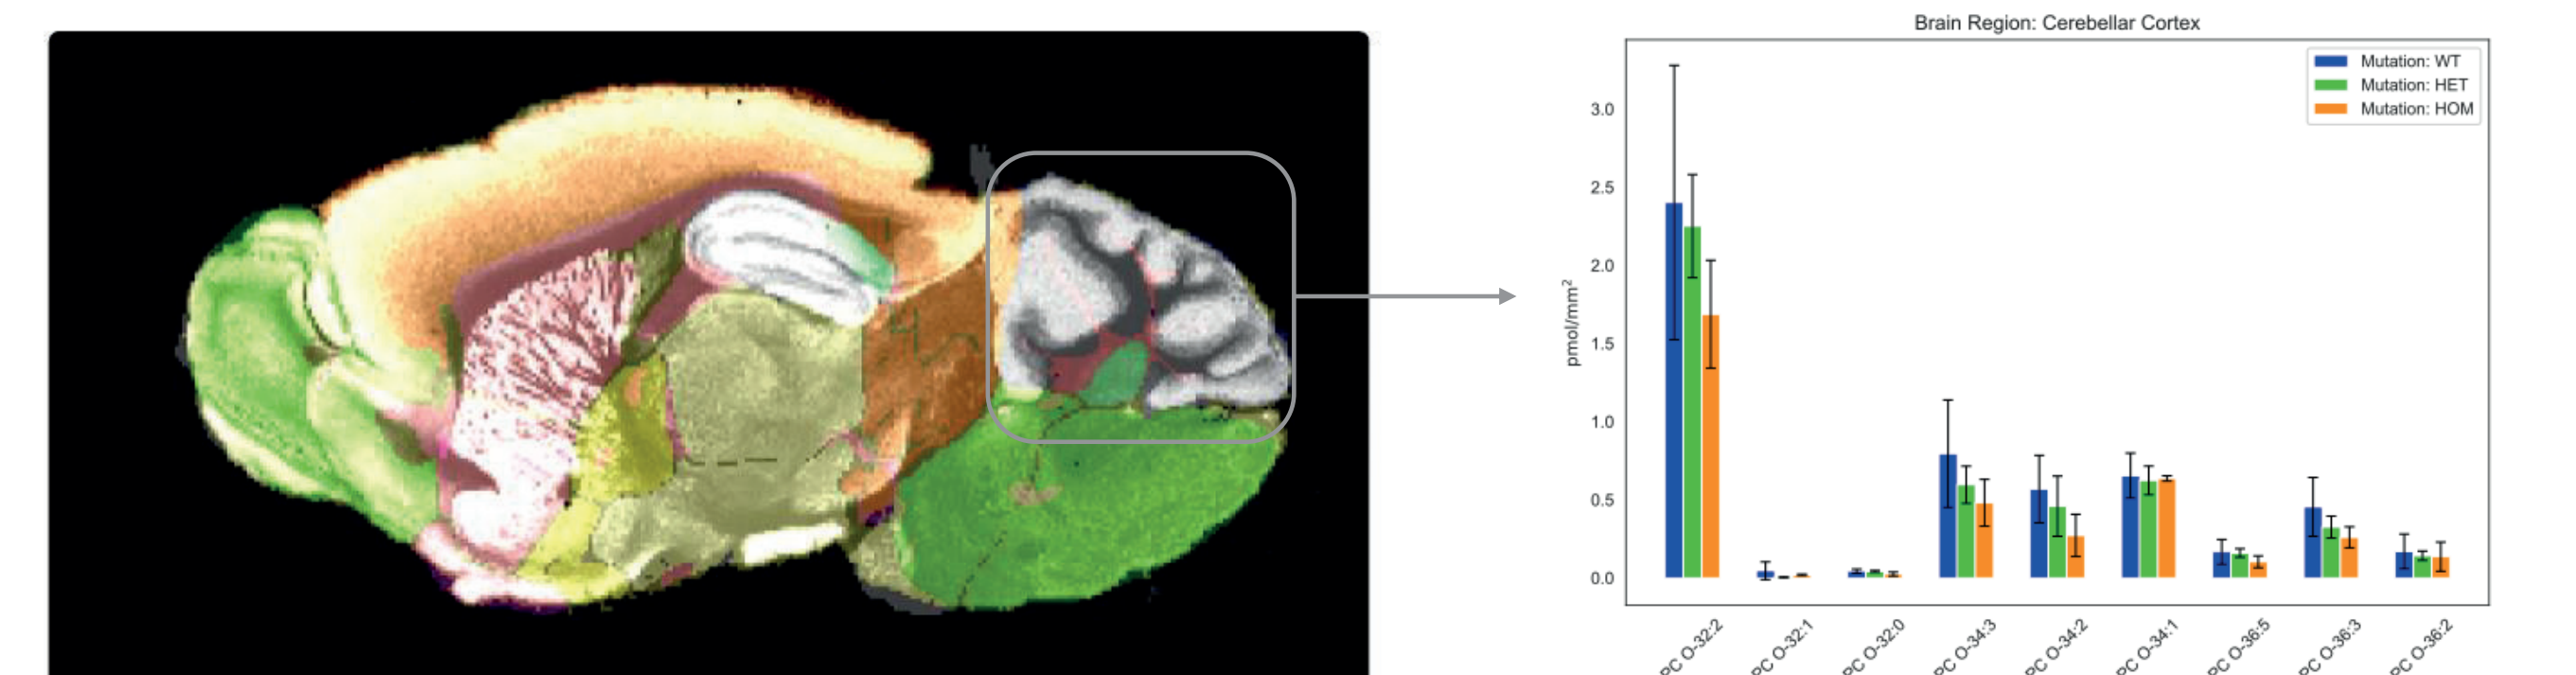 Brain Region: Cerebellar Cortex
Mutation: WT
Mutation: HET
Mutation: HOM
pmol/mm²
3.0
2.5
2.0
1.5
1.0
0.5
0.0
PC O-32:2
PC O-32:1
PC O-32:0
PC O-34:3
PC O-34:2
PC O-34:1
PC O-36:5
PC O-36:3
PC O-36:2